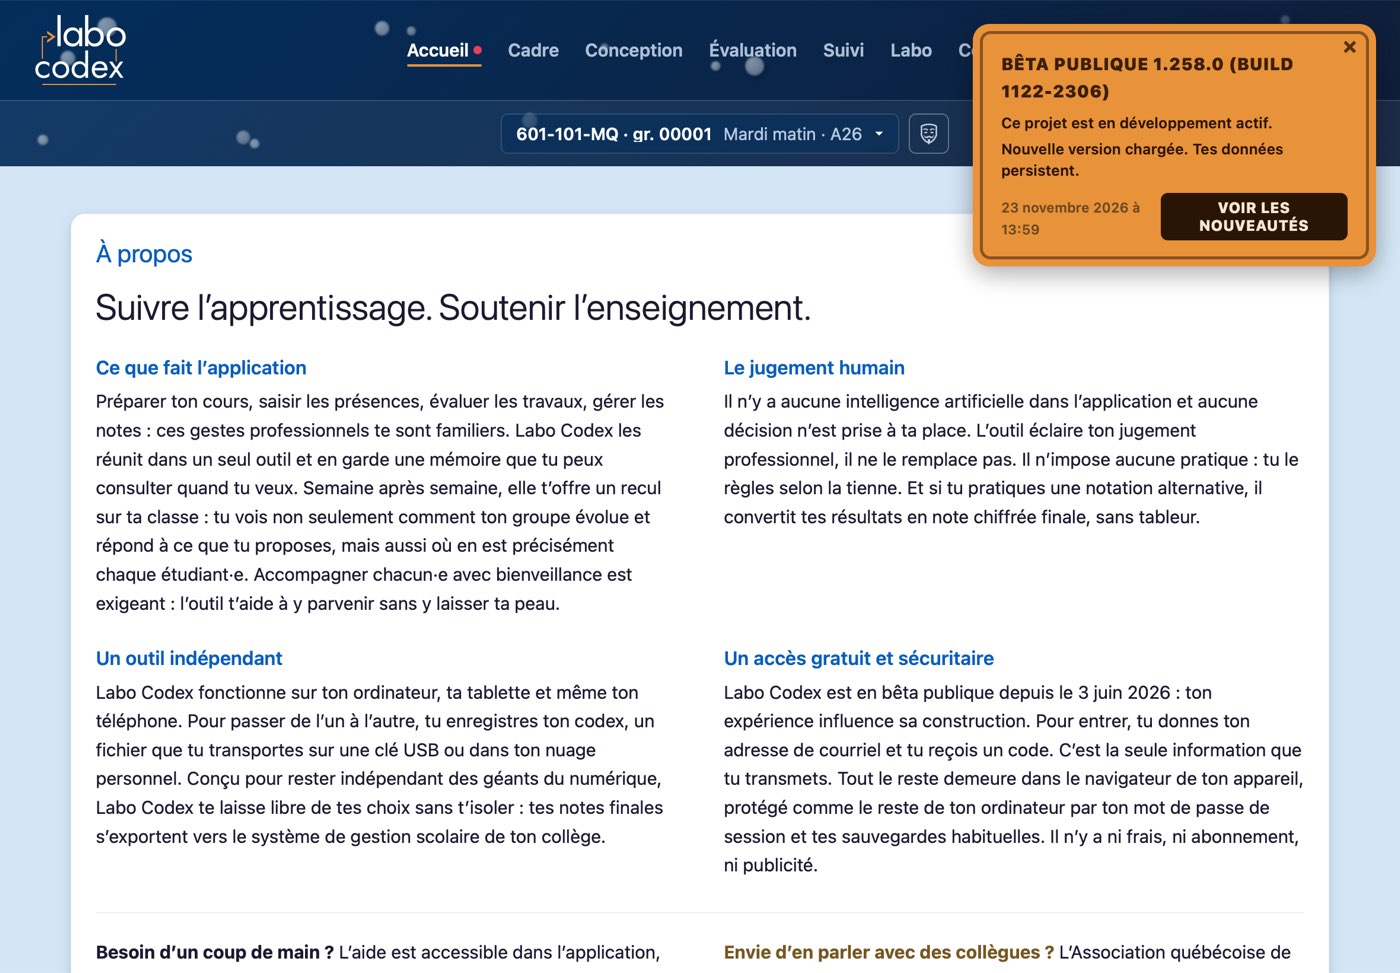 labo
codex
Accueil
Cadre
Conception
Évaluation
Suivi
Labo
601-101-MQ · gr. 00001 Mardi matin · A26
BÊTA PUBLIQUE 1.258.0 (BUILD
1122-2306)
Ce projet est en développement actif.
Nouvelle version chargée. Tes données
persistent.
23 novembre 2026 à
13:59
VOIR LES
NOUVEAUTÉS
À propos
Suivre l’apprentissage. Soutenir l’enseignement.
Ce que fait l’application
Préparer ton cours, saisir les présences, évaluer les travaux, gérer les
notes : ces gestes professionnels te sont familiers. Labo Codex les
réunit dans un seul outil et en garde une mémoire que tu peux
consulter quand tu veux. Semaine après semaine, elle t’offre un recul
sur ta classe : tu vois non seulement comment ton groupe évolue et
répond à ce que tu proposes, mais aussi où en est précisément
chaque étudiant·e. Accompagner chacun·e avec bienveillance est
exigeant : l’outil t’aide à y parvenir sans y laisser ta peau.
Le jugement humain
Il n’y a aucune intelligence artificielle dans l’application et aucune
décision n’est prise à ta place. L’outil éclaire ton jugement
professionnel, il ne le remplace pas. Il n’impose aucune pratique : tu le
règles selon la tienne. Et si tu pratiques une notation alternative, il
convertit tes résultats en note chiffrée finale, sans tableur.
Un outil indépendant
Labo Codex fonctionne sur ton ordinateur, ta tablette et même ton
téléphone. Pour passer de l’un à l’autre, tu enregistres ton codex, un
fichier que tu transportes sur une clé USB ou dans ton nuage
personnel. Conçu pour rester indépendant des géants du numérique,
Labo Codex te laisse libre de tes choix sans t’isoler : tes notes finales
s’exportent vers le système de gestion scolaire de ton collège.
Un accès gratuit et sécuritaire
Labo Codex est en bêta publique depuis le 3 juin 2026 : ton
expérience influence sa construction. Pour entrer, tu donnes ton
adresse de courriel et tu reçois un code. C’est la seule information que
tu transmets. Tout le reste demeure dans le navigateur de ton appareil,
protégé comme le reste de ton ordinateur par ton mot de passe de
session et tes sauvegardes habituelles. Il n’y a ni frais, ni abonnement,
ni publicité.
Besoin d’un coup de main ? L’aide est accessible dans l’application,
Envie d’en parler avec des collègues ? L’Association québécoise de